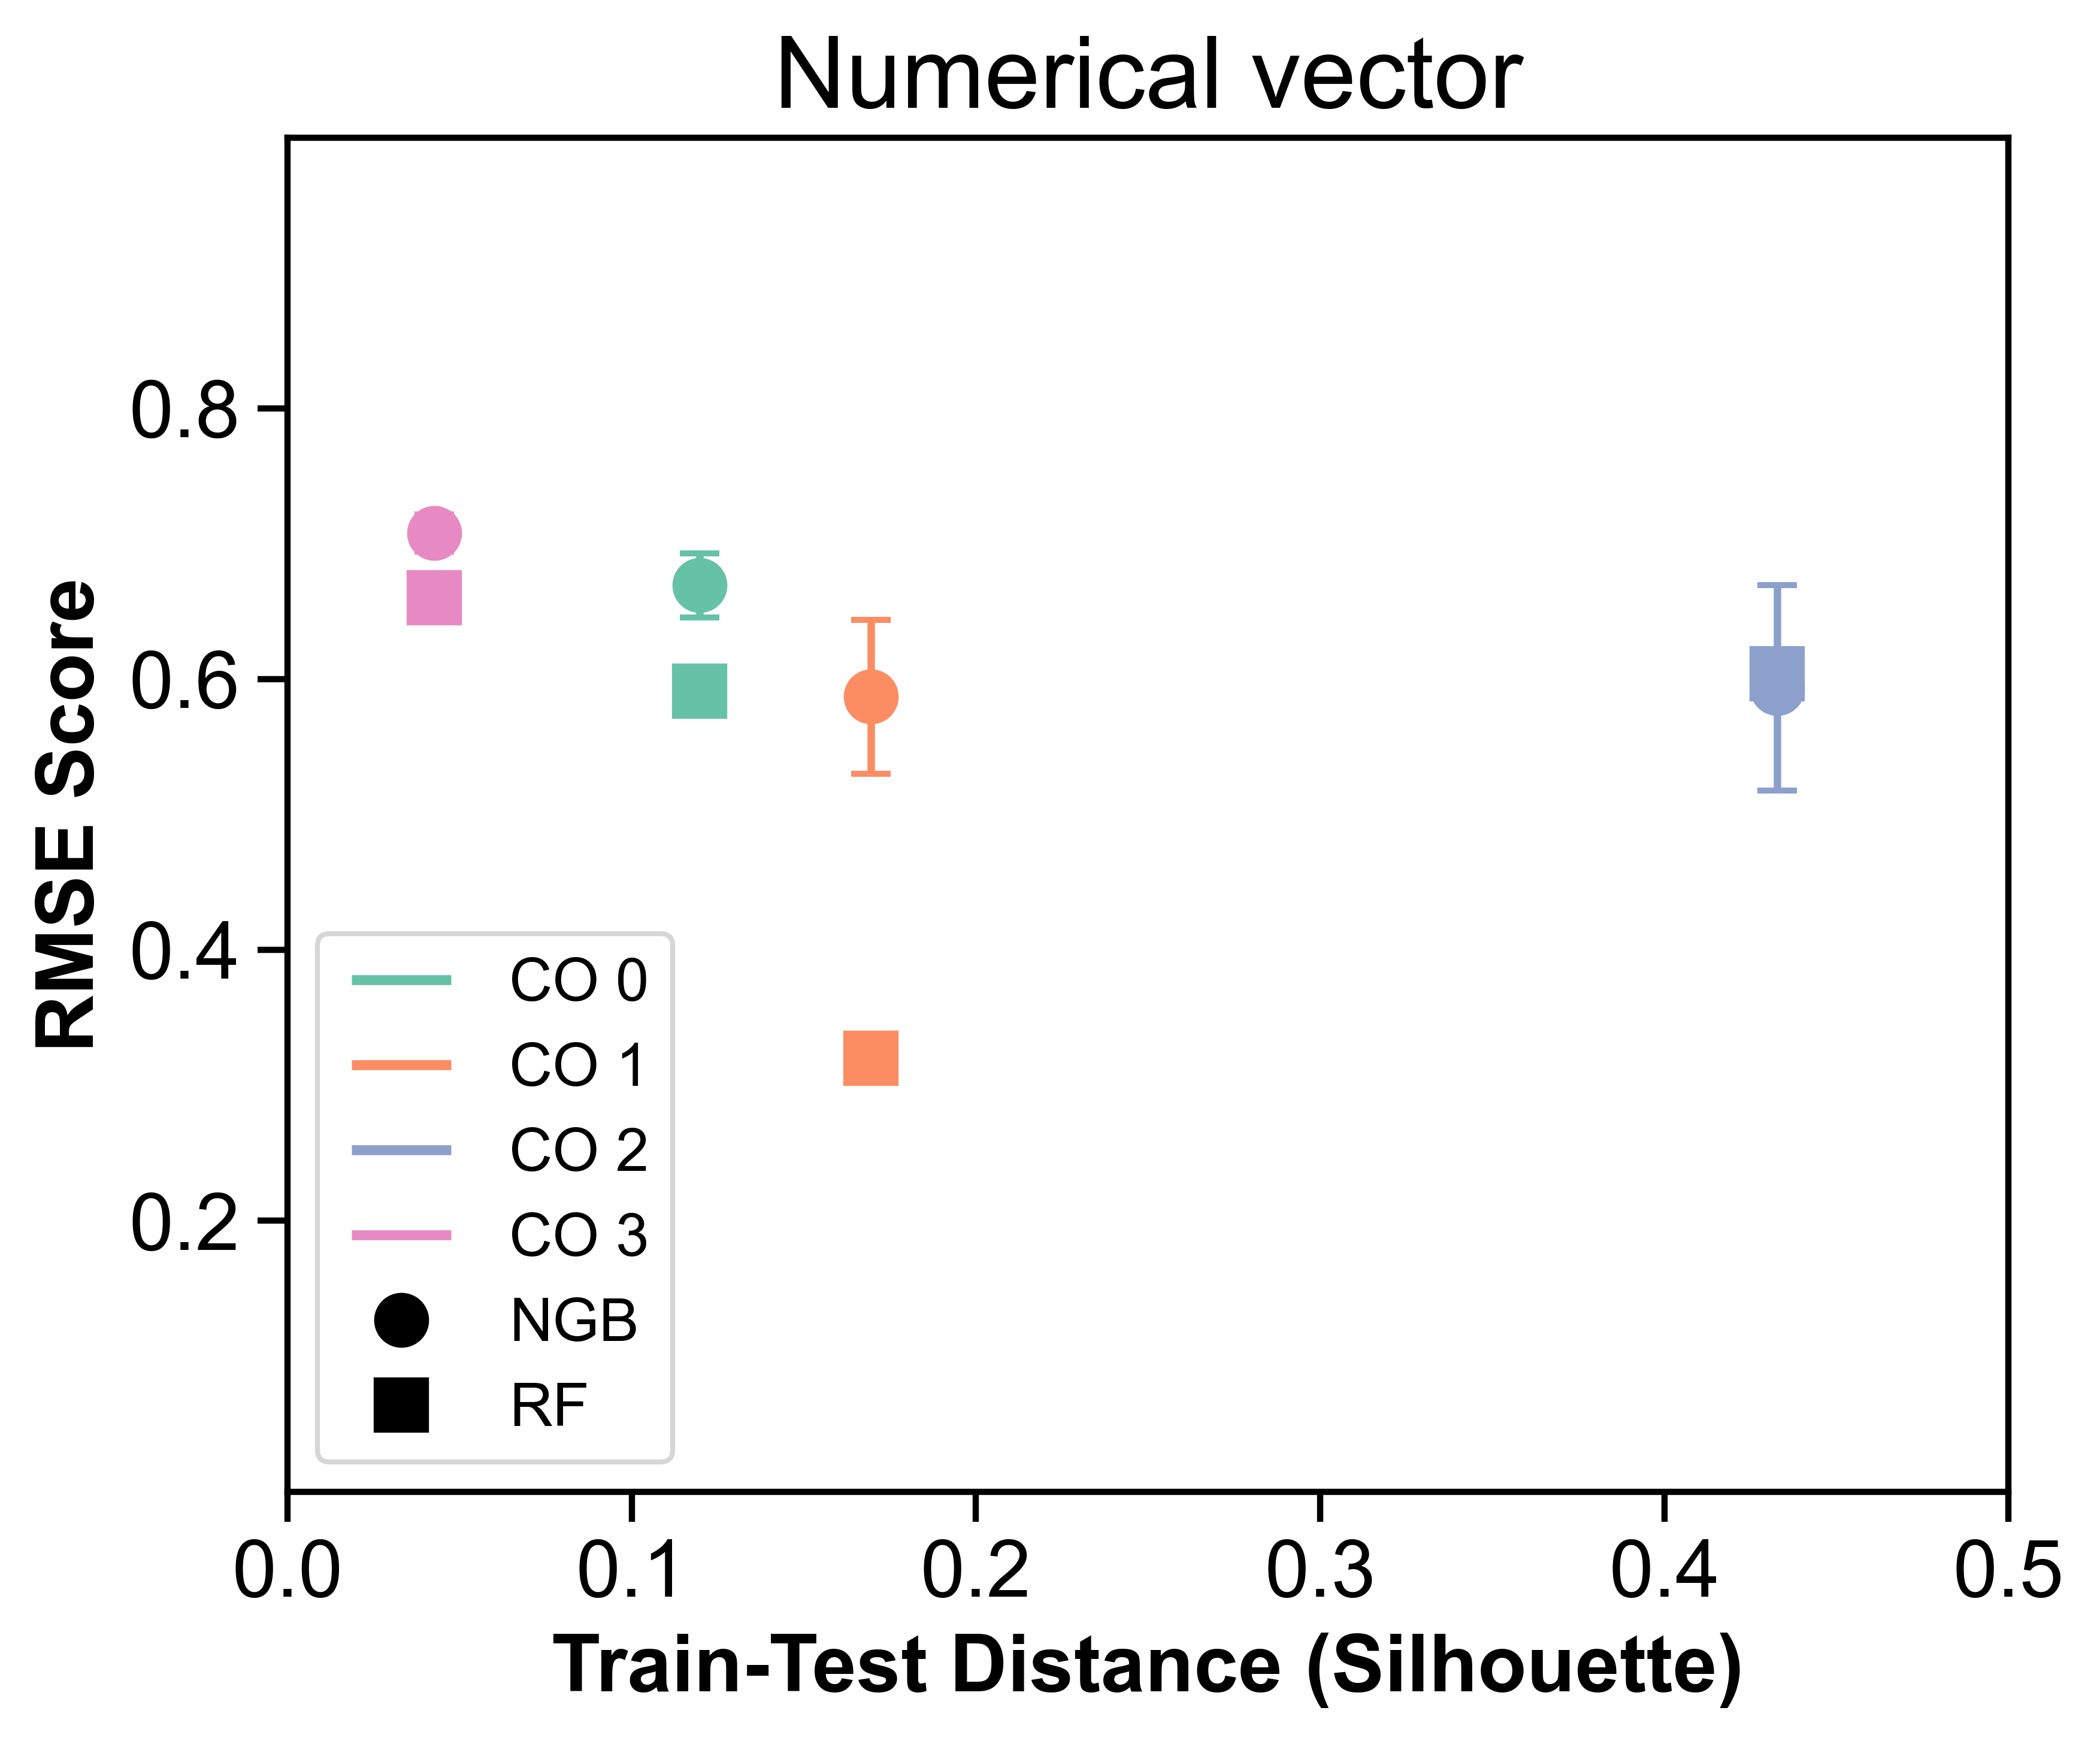 Numerical vector
RMSE Score
0.8
0.6
0.4
0.2
CO 0
CO 1
CO 2
CO 3
NGB
RF
0.0 0.1 0.2 0.3 0.4 0.5
Train-Test Distance (Silhouette)